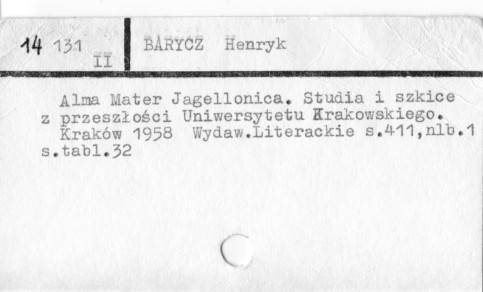 14 131
II
BARYCZ Henryk
Alma Mater Jagellonica. Studia i szkice
z przeszłości Uniwersytetu Krakowskiego.
Kraków 1958 Wydaw.Literackie s.411,nlb.1
s.tabl.32